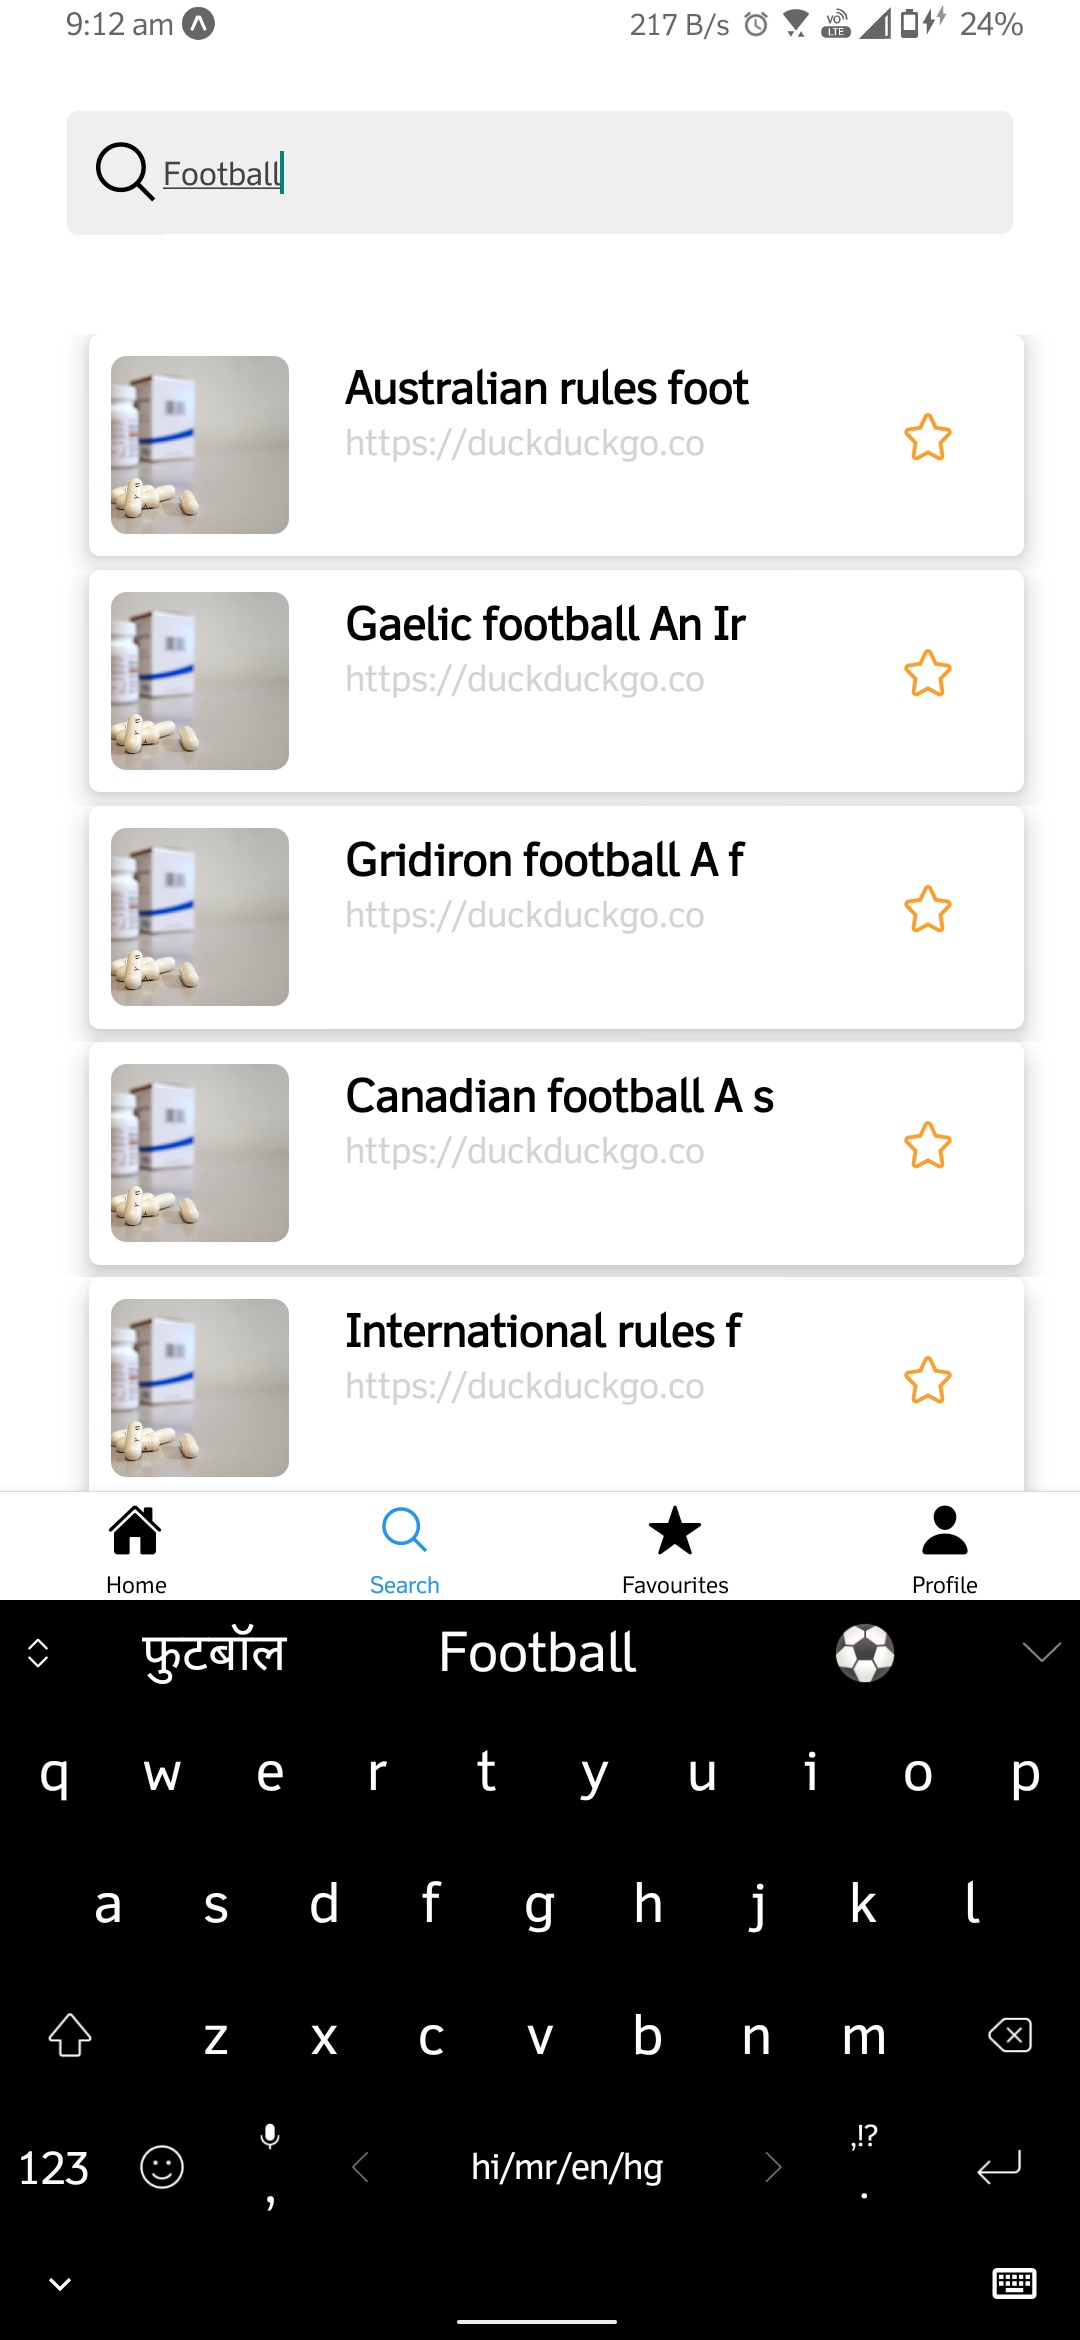 9:12 am
217 B/s
VO
LTE
24%
Football
Australian rules foot
https://duckduckgo.co
Gaelic football An Ir
https://duckduckgo.co
Gridiron football A f
https://duckduckgo.co
Canadian football A s
https://duckduckgo.co
International rules f
https://duckduckgo.co
Home Search Favourites Profile
फुटबॉल Football
q w e r t y u i o p
a s d f g h j k l
z x c v b n m
,!?
123 , hi/mr/en/hg .